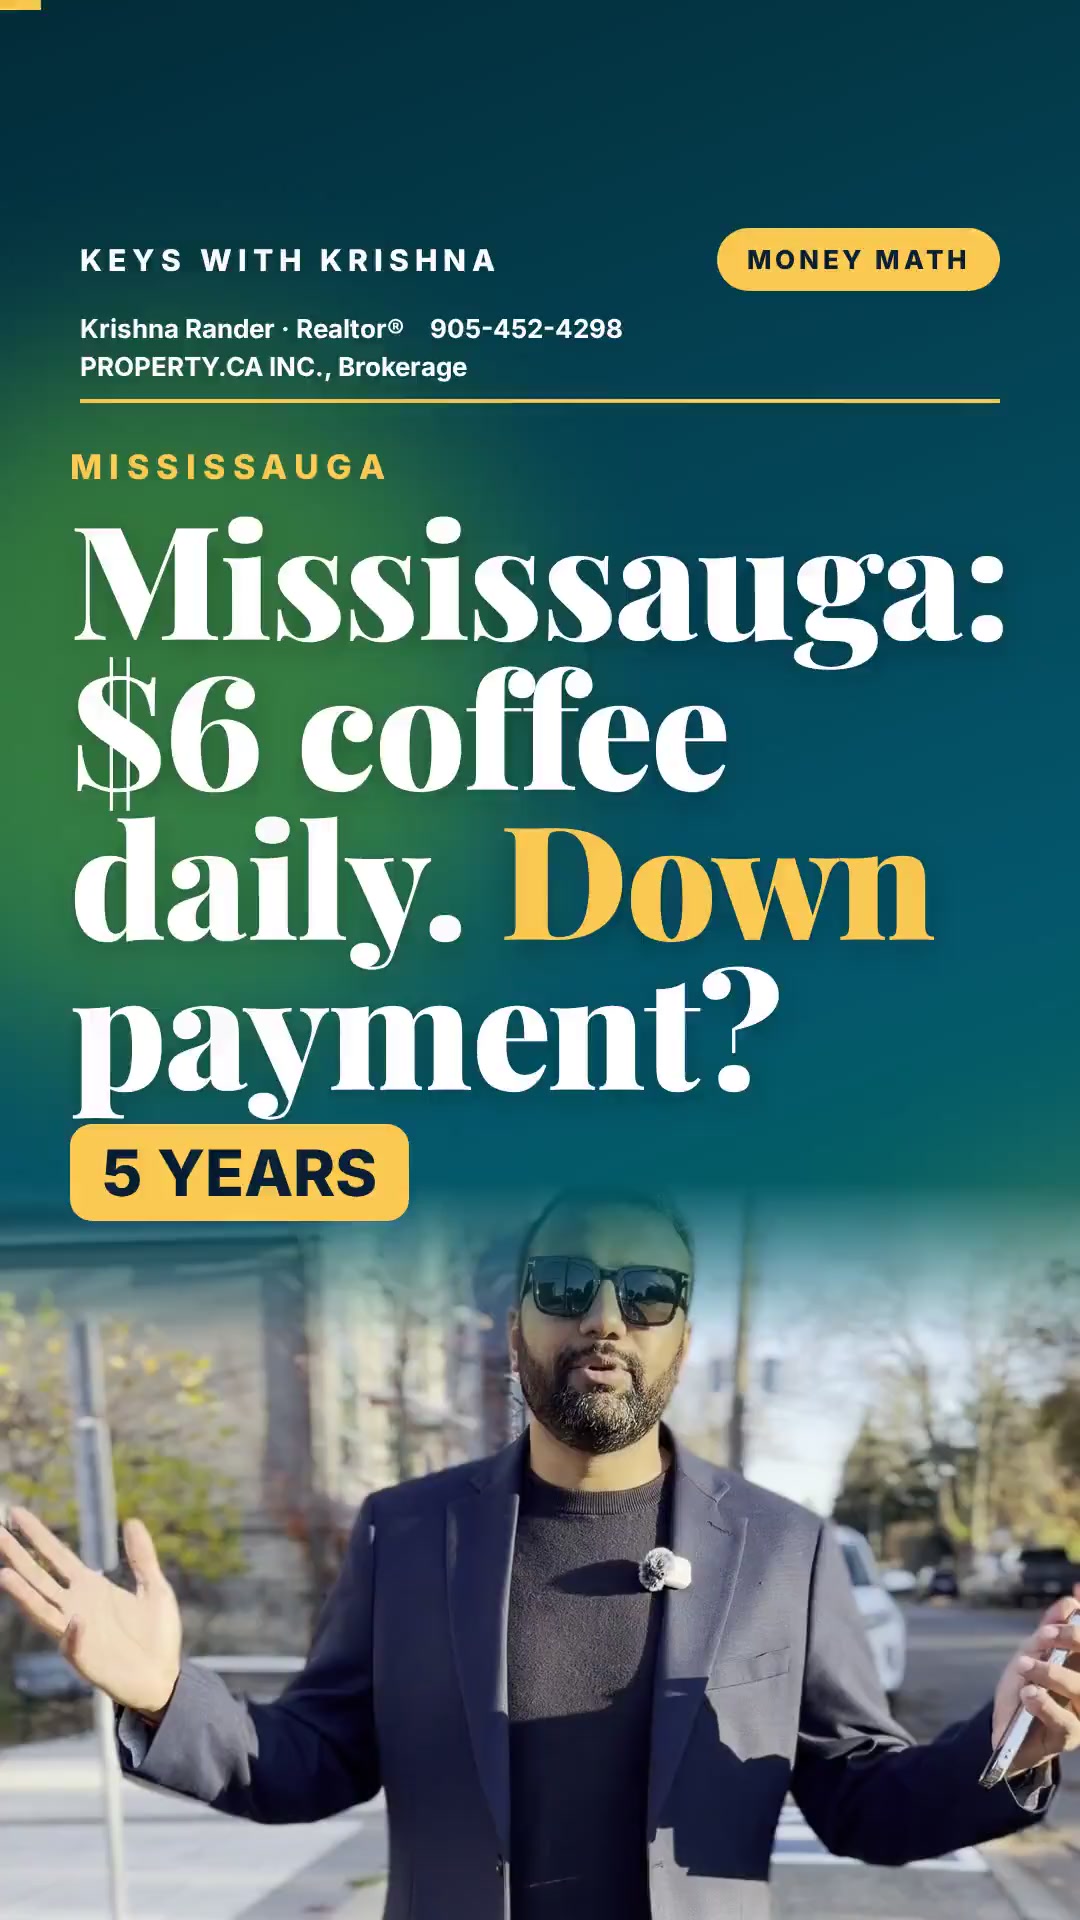 KEYS WITH KRISHNA
MONEY MATH
Krishna Rander · Realtor® 905-452-4298
PROPERTY.CA INC., Brokerage
MISSISSAUGA
Mississauga:
$6 coffee
daily. Down
payment?
5 YEARS